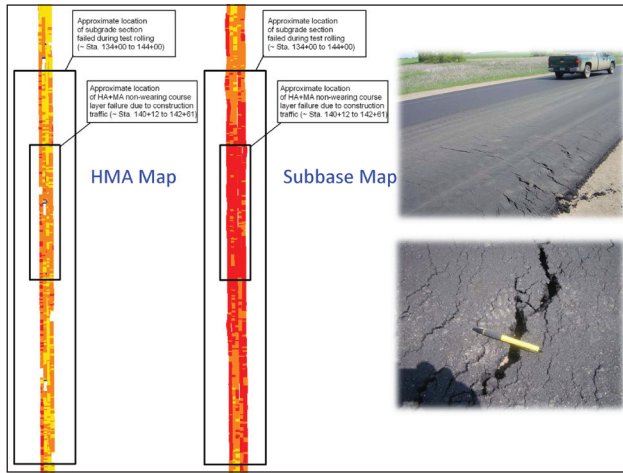 Approximate location
of subgrade section
failed during test rolling
(~ Sta. 134+00 to 144+00)
Approximate location
of subgrade section
failed during test rolling
(~ Sta. 134+00 to 144+00)
Approximate location
of HA+MA non-wearing course
layer failure due to construction
traffic (~ Sta. 140+12 to 142+61)
Approximate location
of HA+MA non-wearing course
layer failure due to construction
traffic (~ Sta. 140+12 to 142+61)
HMA Map
Subbase Map